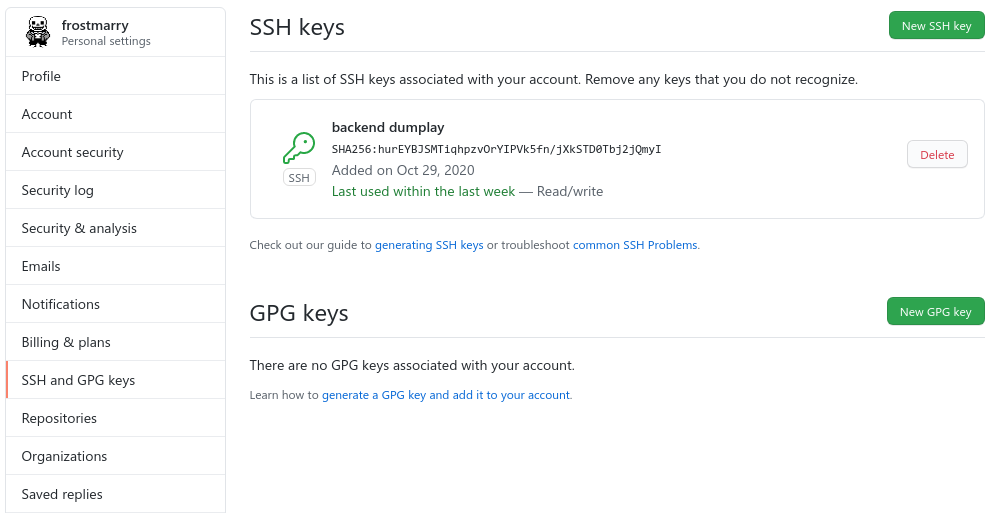 frostmarry
Personal settings
Profile
Account
Account security
Security log
Security & analysis
Emails
Notifications
Billing & plans
SSH and GPG keys
Repositories
Organizations
Saved replies
SSH keys
New SSH key
This is a list of SSH keys associated with your account. Remove any keys that you do not recognize.
SSH
backend dumplay
SHA256:hurEYBJSMTiqhpzvOrYIPVk5fn/jXkSTD0Tbj2jQmyI
Added on Oct 29, 2020
Last used within the last week — Read/write
Delete
Check out our guide to generating SSH keys or troubleshoot common SSH Problems.
GPG keys
New GPG key
There are no GPG keys associated with your account.
Learn how to generate a GPG key and add it to your account.